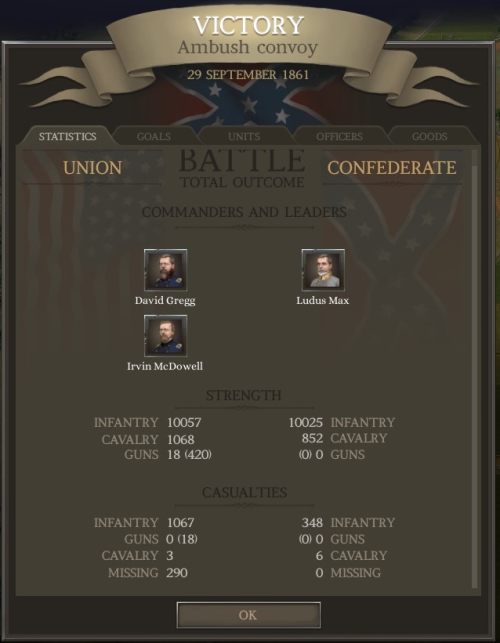 VICTORY
Ambush convoy
29 SEPTEMBER 1861
STATISTICS GOALS UNITS OFFICERS GOODS
UNION BATTLE CONFEDERATE
TOTAL OUTCOME
COMMANDERS AND LEADERS
David Gregg Ludus Max
Irvin McDowell
STRENGTH
INFANTRY 10057 10025 INFANTRY
CAVALRY 1068 852 CAVALRY
GUNS 18 (420) (0) 0 GUNS
CASUALTIES
INFANTRY 1067 348 INFANTRY
GUNS 0 (18) (0) 0 GUNS
CAVALRY 3 6 CAVALRY
MISSING 290 0 MISSING
OK